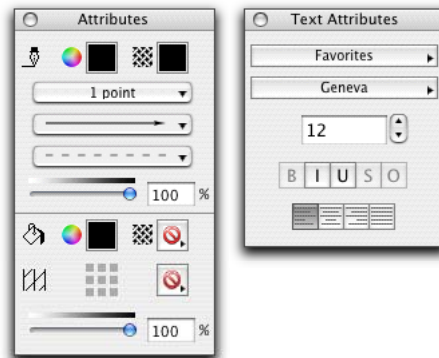 Attributes
1 point
100 %
100 %
Text Attributes
Favorites
Geneva
12
B I U S O